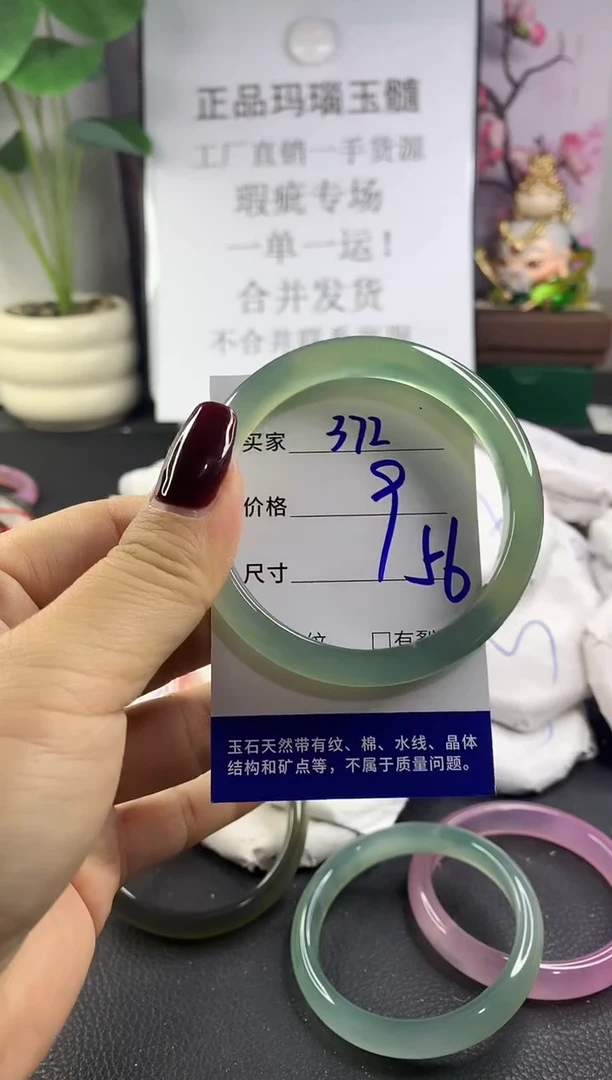 正品玛瑙玉髓
工厂直销一手货源
瑕疵专场
一单一运！
合并发货
买家 372
价格 9
尺寸 56
纹 □有裂
玉石天然带有纹、棉、水线、晶体
结构和矿点等，不属于质量问题。